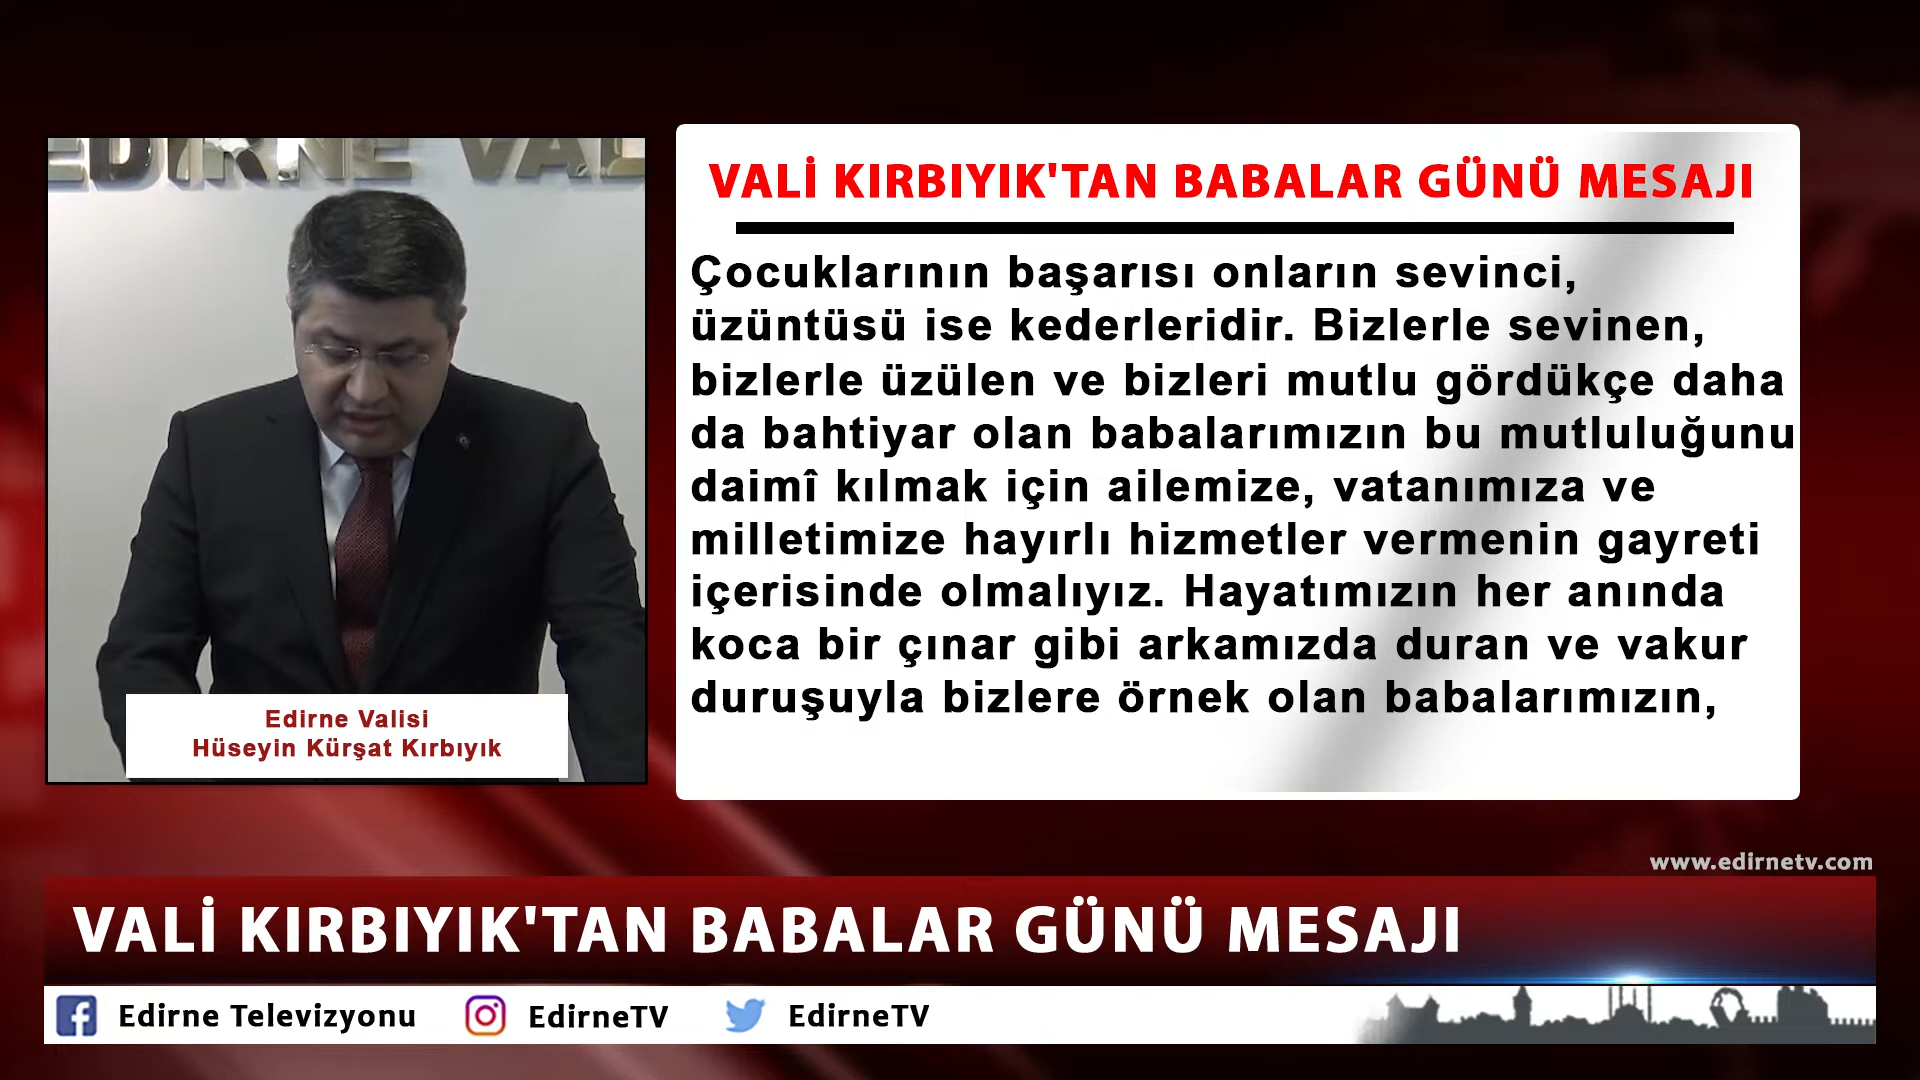 EDİRNE VAL
VALİ KIRBIYIK'TAN BABALAR GÜNÜ MESAJI
Çocuklarının başarısı onların sevinci,
üzüntüsü ise kederleridir. Bizlerle sevinen,
bizlerle üzülen ve bizleri mutlu gördükçe daha
da bahtiyar olan babalarımızın bu mutluluğunu
daimî kılmak için ailemize, vatanımıza ve
milletimize hayırlı hizmetler vermenin gayreti
içerisinde olmalıyız. Hayatımızın her anında
koca bir çınar gibi arkamızda duran ve vakur
duruşuyla bizlere örnek olan babalarımızın,
Edirne Valisi
Hüseyin Kürşat Kırbıyık
www.edirnetv.com
VALİ KIRBIYIK'TAN BABALAR GÜNÜ MESAJI
Edirne Televizyonu EdirneTV EdirneTV